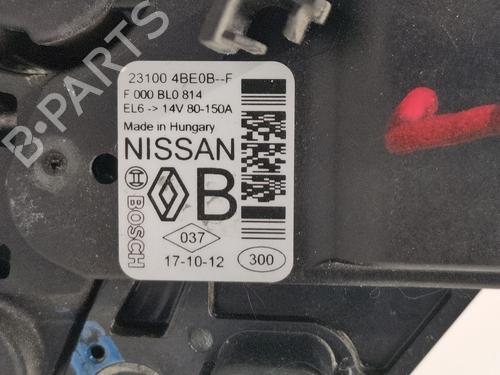 B-PARTS
23100 4BE0B--F
F 000 BL0 814
EL6 -> 14V 80-150A
Made in Hungary
NISSAN
BOSCH
B
037
17-10-12
300